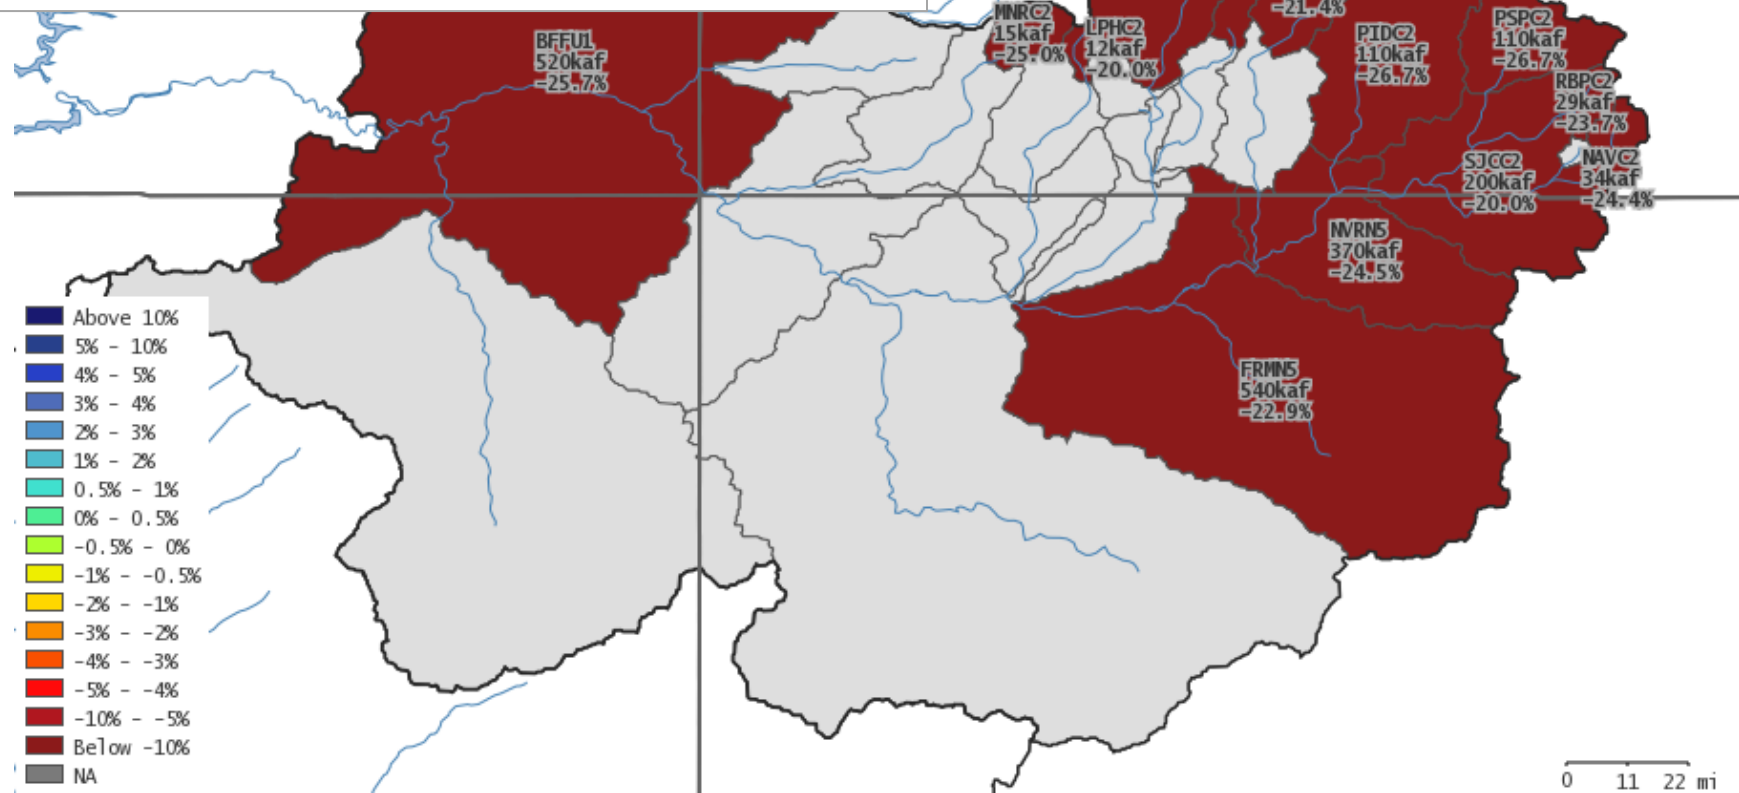 -21.4%
MNRC2
15kaf
-25.0%
LPHC2
12kaf
-20.0%
BFFU1
520kaf
-25.7%
PIDC2
110kaf
-26.7%
PSPC2
110kaf
-26.7%
RBPC2
29kaf
-23.7%
SJCC2
200kaf
-20.0%
NAVC2
34kaf
-24.4%
NVRN5
370kaf
-24.5%
FRMN5
540kaf
-22.9%
Above 10%
5% - 10%
4% - 5%
3% - 4%
2% - 3%
1% - 2%
0.5% - 1%
0% - 0.5%
-0.5% - 0%
-1% - -0.5%
-2% - -1%
-3% - -2%
-4% - -3%
-5% - -4%
-10% - -5%
Below -10%
NA
0 11 22 mi